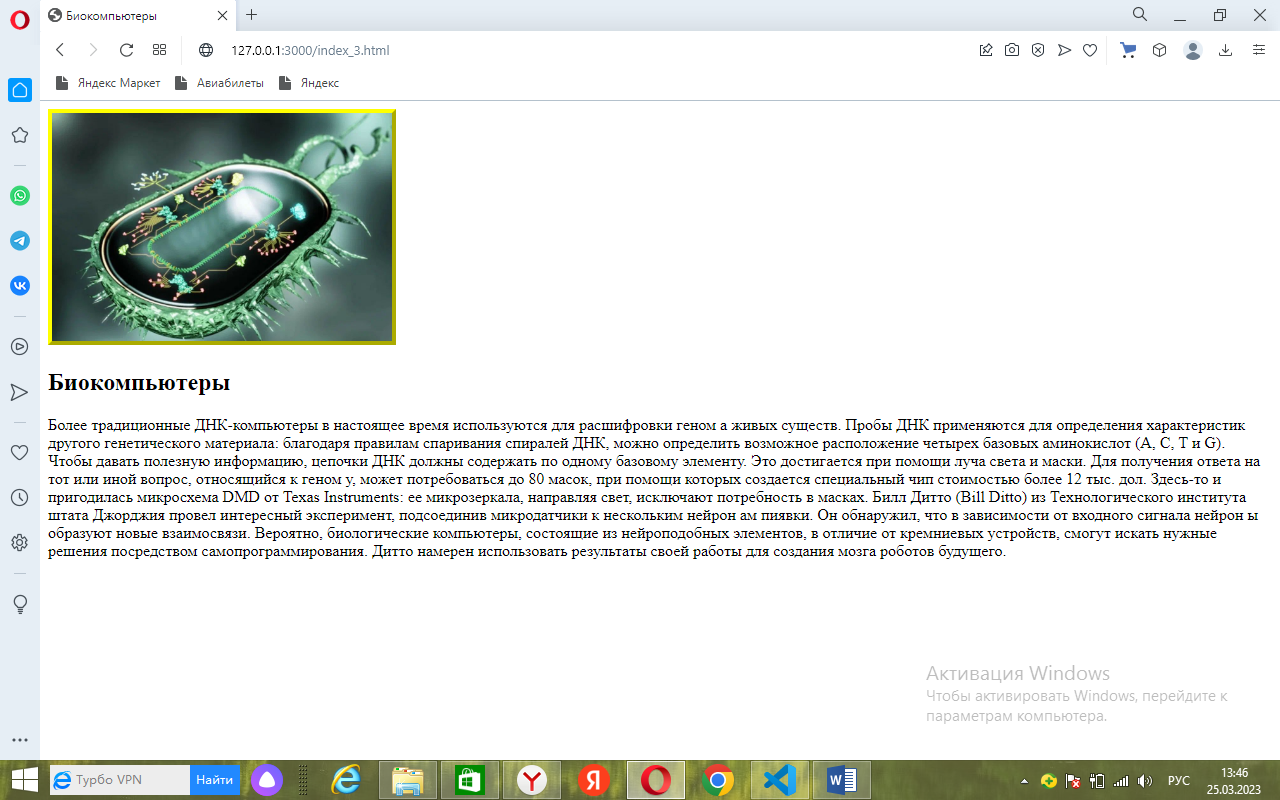 Биокомпьютеры
127.0.0.1:3000/index_3.html
Яндекс Маркет
Авиабилеты
Яндекс
Биокомпьютеры
Более традиционные ДНК-компьютеры в настоящее время используются для расшифровки геном а живых существ. Пробы ДНК применяются для определения характеристик
другого генетического материала: благодаря правилам спаривания спиралей ДНК, можно определить возможное расположение четырех базовых аминокислот (A, C, T и G).
Чтобы давать полезную информацию, цепочки ДНК должны содержать по одному базовому элементу. Это достигается при помощи луча света и маски. Для получения ответа на
тот или иной вопрос, относящийся к геном у, может потребоваться до 80 масок, при помощи которых создается специальный чип стоимостью более 12 тыс. дол. Здесь-то и
пригодилась микросхема DMD от Texas Instruments: ее микрозеркала, направляя свет, исключают потребность в масках. Билл Дитто (Bill Ditto) из Технологического института
штата Джорджия провел интересный эксперимент, подсоединив микродатчики к нескольким нейрон ам пиявки. Он обнаружил, что в зависимости от входного сигнала нейрон ы
образуют новые взаимосвязи. Вероятно, биологические компьютеры, состоящие из нейроподобных элементов, в отличие от кремниевых устройств, смогут искать нужные
решения посредством самопрограммирования. Дитто намерен использовать результаты своей работы для создания мозга роботов будущего.
Активация Windows
Чтобы активировать Windows, перейдите к
параметрам компьютера.
Турбо VPN
Найти
Я
РУС
13:46
25.03.2023